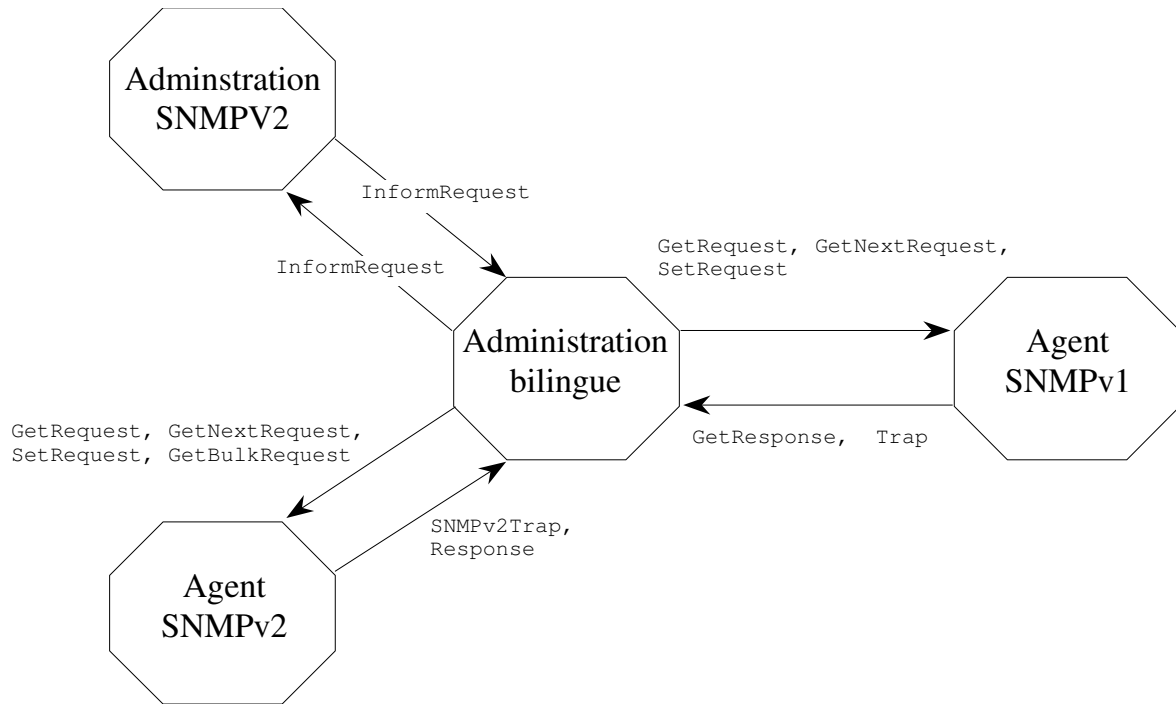 Adminstration
SNMPV2
InformRequest
InformRequest
GetRequest, GetNextRequest,
SetRequest
Administration
bilingue
Agent
SNMPv1
GetResponse, Trap
GetRequest, GetNextRequest,
SetRequest, GetBulkRequest
SNMPv2Trap,
Response
Agent
SNMPv2